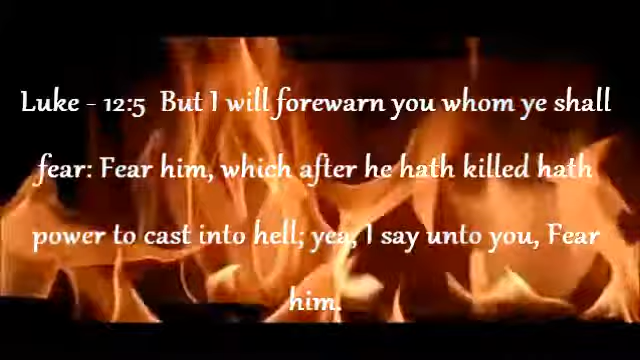 Luke - 12:5  But I will forewarn you whom ye shall
fear: Fear him, which after he hath killed hath
power to cast into hell; yea, I say unto you, Fear
him.